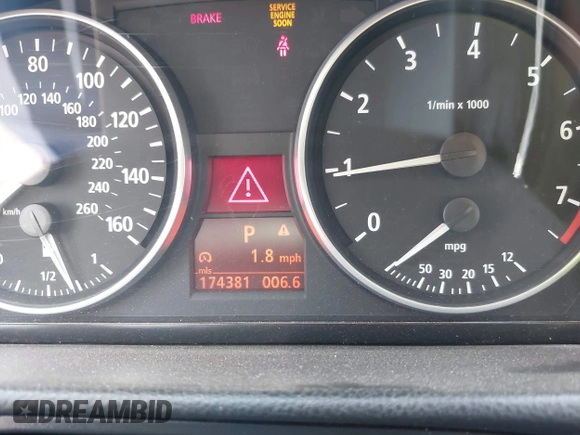 BRAKE
SERVICE
ENGINE
SOON
80
100
120
140
160
100 120 140
160
180
200
220
240
260
km/h
0
1/2
1
P
1.8 mph
mls
174381 006.6
0
1
2
3
4
5
6
7
1/min x 1000
mpg
50 30 20 15 12
DREAMBID